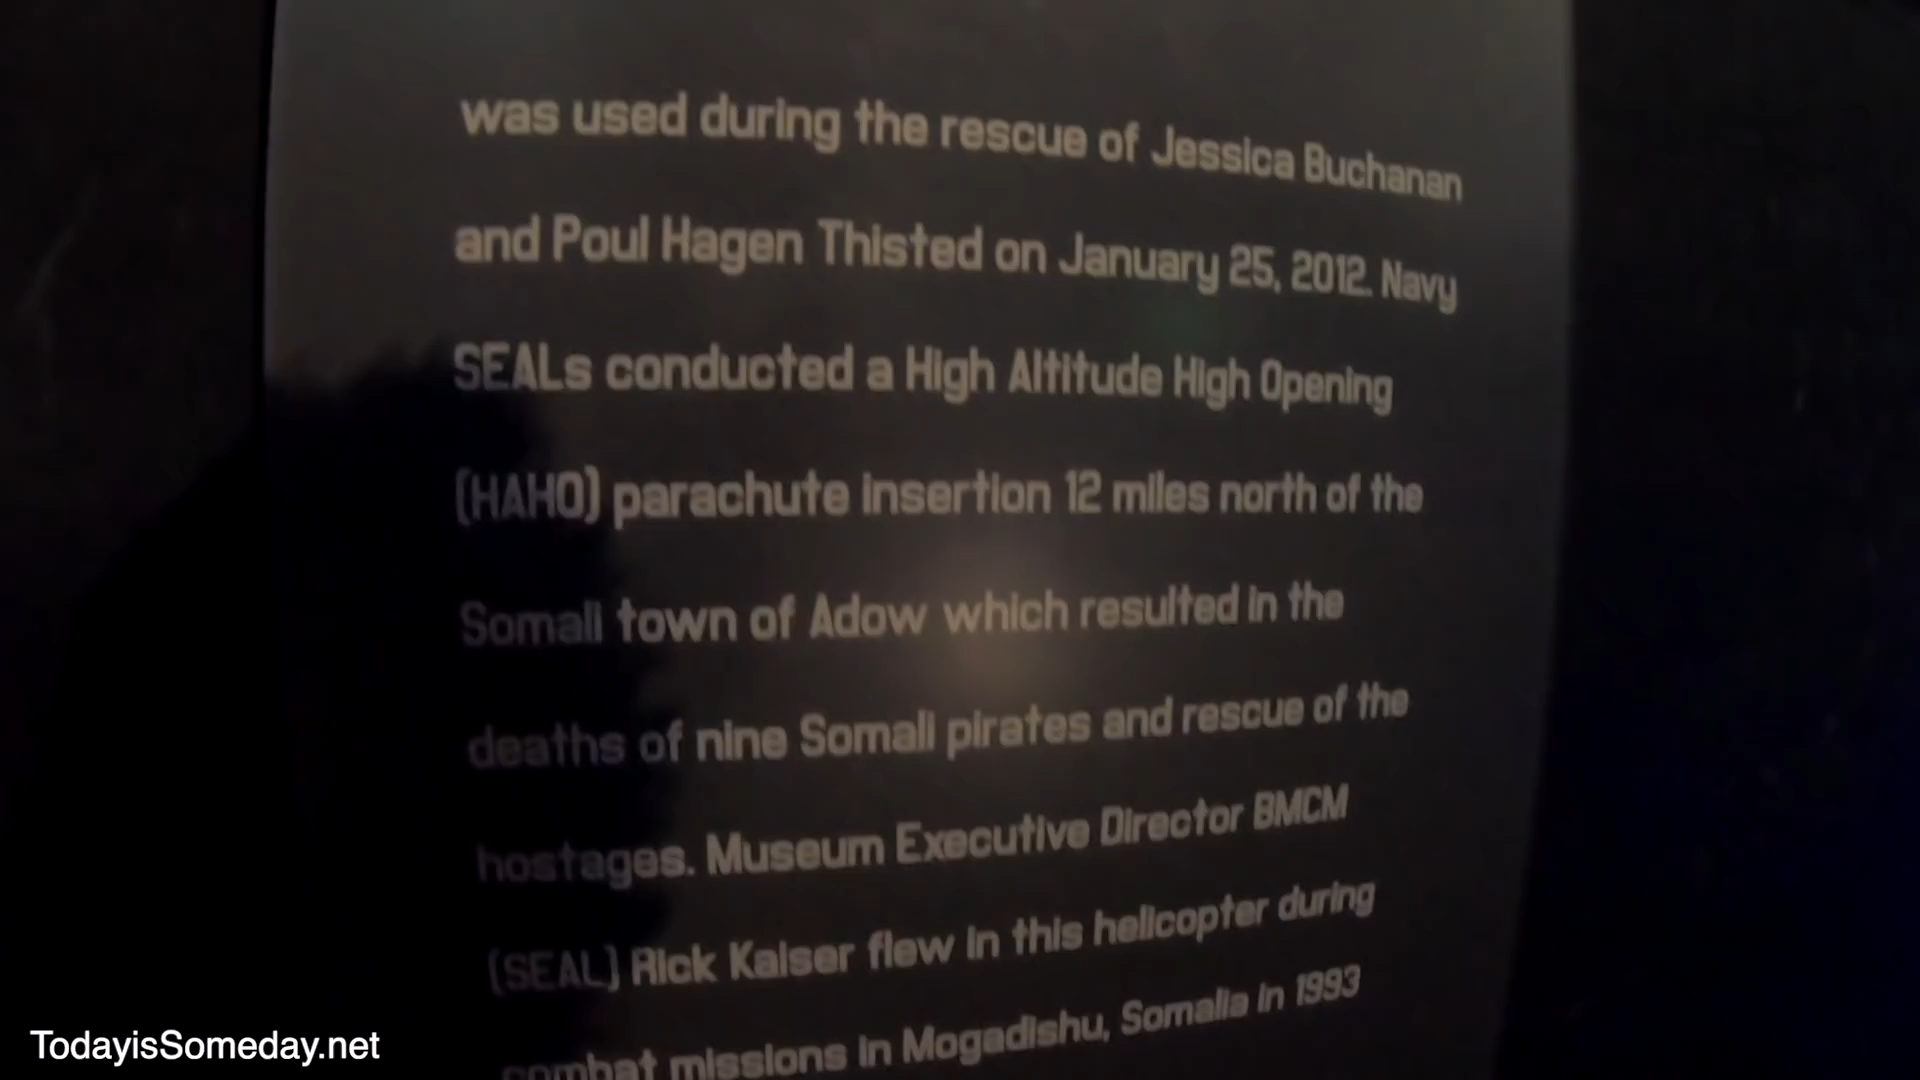 was used during the rescue of Jessica Buchanan
and Poul Hagen Thisted on January 25, 2012. Navy
SEALs conducted a High Altitude High Opening
(HAHO) parachute insertion 12 miles north of the
Somali town of Adow which resulted in the
deaths of nine Somali pirates and rescue of the
hostages. Museum Executive Director BMCM
(SEAL) Rick Kaiser flew in this helicopter during
combat missions in Mogadishu, Somalia in 1993
TodayisSomeday.net